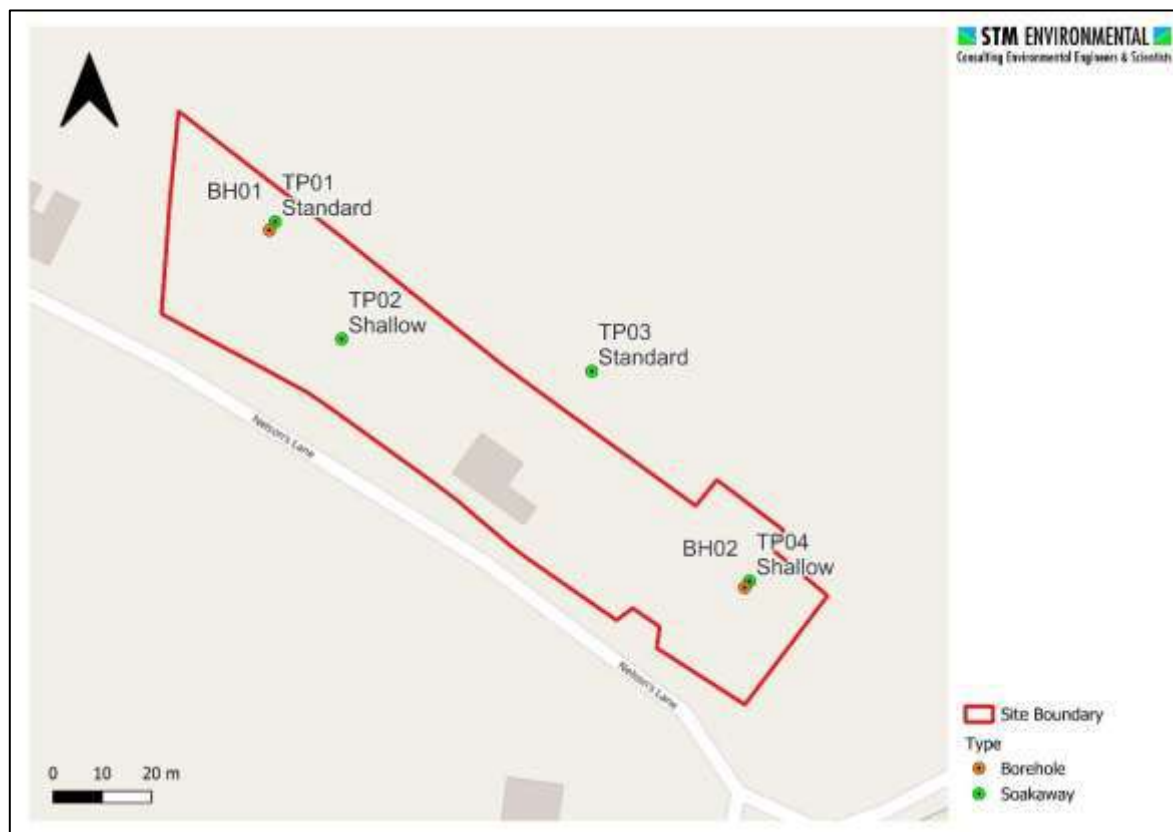 STM ENVIRONMENTAL
Consulting Environmental Engineers & Scientists
BH01
TP01
Standard
TP02
Shallow
TP03
Standard
Nelson's Lane
BH02
TP04
Shallow
Nelson's Lane
Site Boundary
Type
Borehole
Soakaway
0 10 20 m